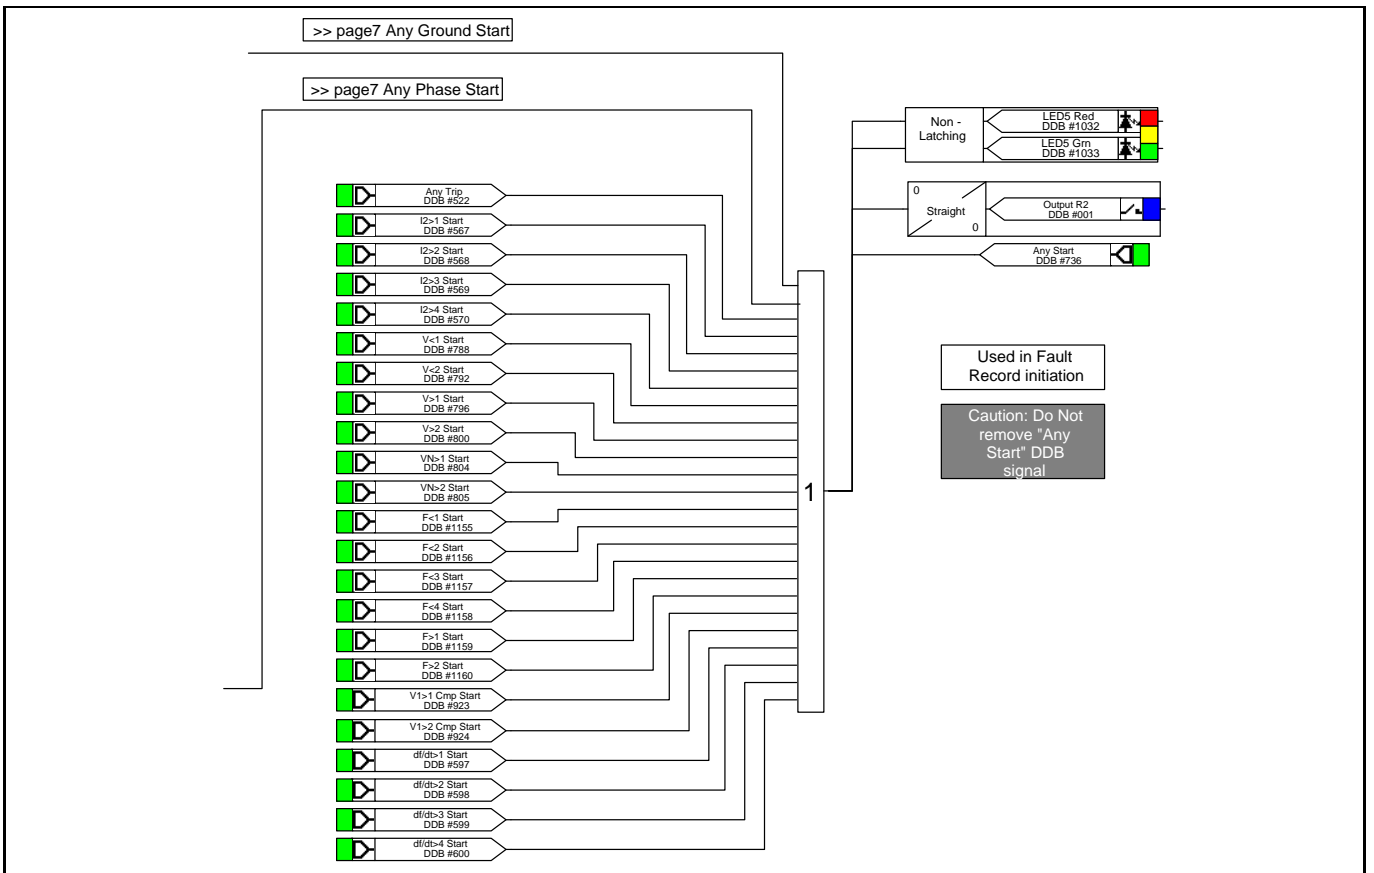 >> page7 Any Ground Start
>> page7 Any Phase Start
Non -
Latching
LED5 Red
DDB #1032
LED5 Grn
DDB #1033
0
Straight
0
Output R2
DDB #001
Any Start
DDB #736
Any Trip
DDB #522
I2>1 Start
DDB #567
I2>2 Start
DDB #568
I2>3 Start
DDB #569
I2>4 Start
DDB #570
V<1 Start
DDB #788
V<2 Start
DDB #792
V>1 Start
DDB #796
V>2 Start
DDB #800
VN>1 Start
DDB #804
VN>2 Start
DDB #805
F<1 Start
DDB #1155
F<2 Start
DDB #1156
F<3 Start
DDB #1157
F<4 Start
DDB #1158
F>1 Start
DDB #1159
F>2 Start
DDB #1160
V1>1 Cmp Start
DDB #923
V1>2 Cmp Start
DDB #924
df/dt>1 Start
DDB #597
df/dt>2 Start
DDB #598
df/dt>3 Start
DDB #599
df/dt>4 Start
DDB #600
1
Used in Fault
Record initiation
Caution: Do Not
remove "Any
Start" DDB
signal